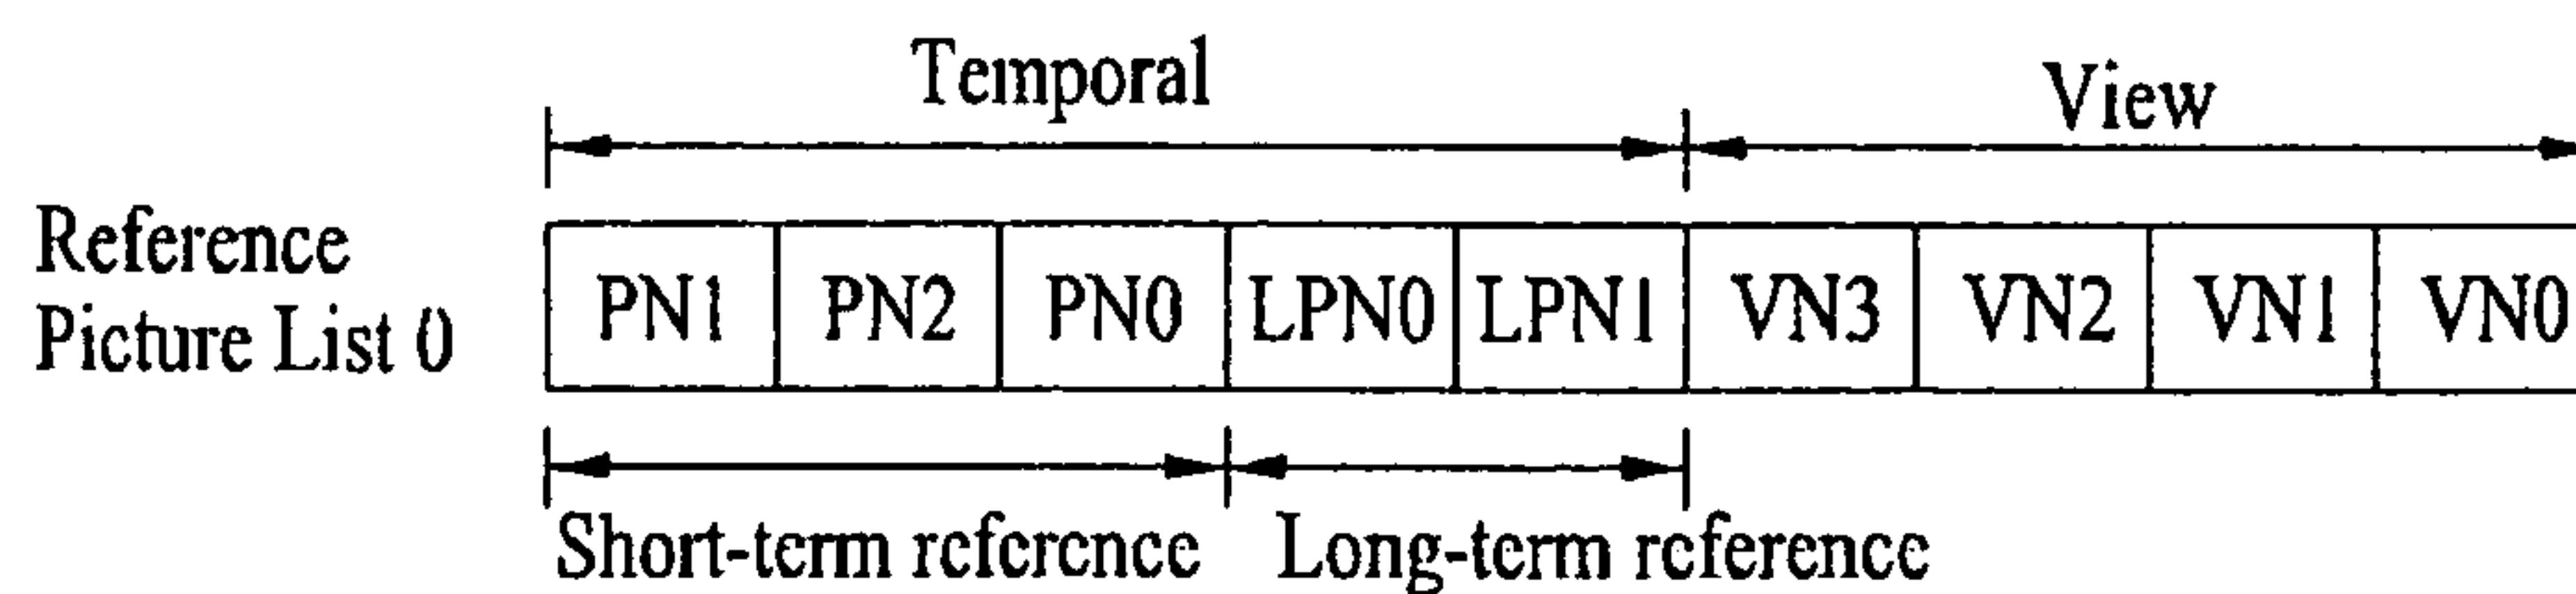 Temporal
View
Reference
Picture List 0
PN1 PN2 PN0 LPN0 LPN1 VN3 VN2 VN1 VN0
Short-term reference Long-term reference